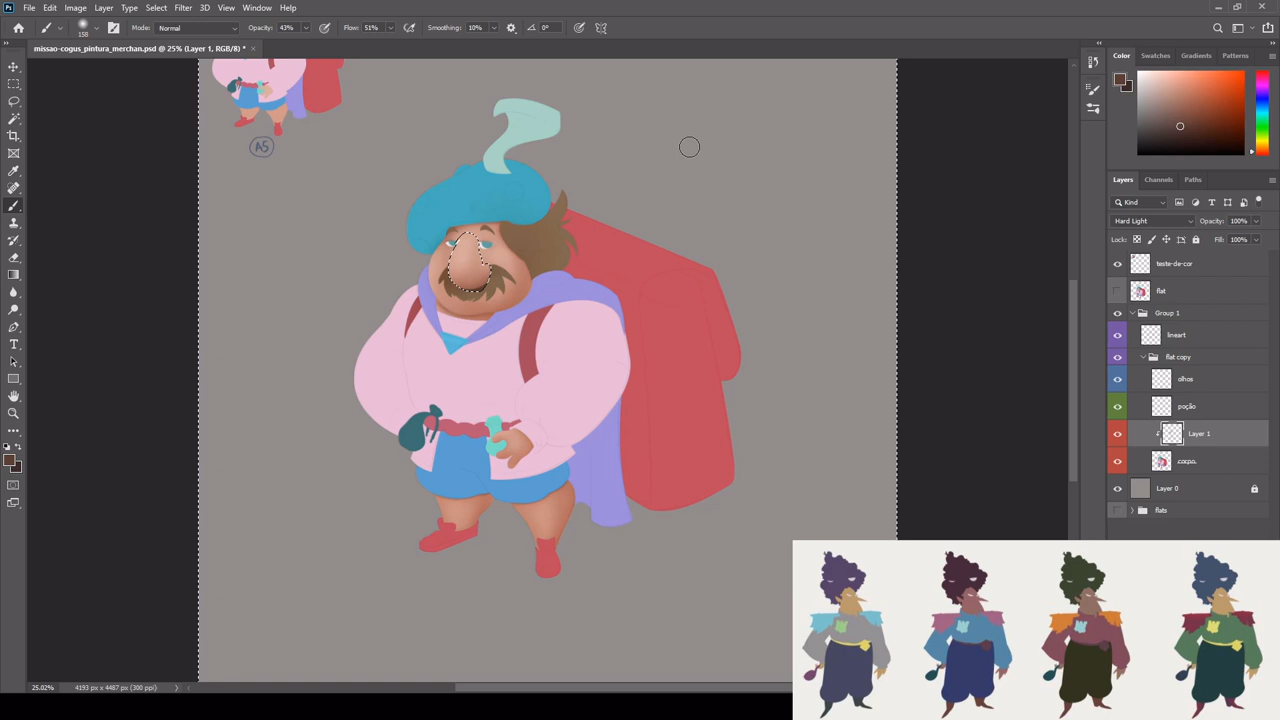 File Edit Image Layer Type Select Filter 3D View Window Help
158 Mode: Normal Opacity: 43% Flow: 51% Smoothing: 10% 0°
missao-cogus_pintura_merchan.psd @ 25% (Layer 1, RGB/8) *
Color Swatches Gradients Patterns
A5
Layers Channels Paths
Kind
Hard Light Opacity: 100%
Lock: Fill: 100%
teste-de-cor
flat
Group 1
lineart
flat copy
olhos
poção
Layer 1
corpo
Layer 0
flats
25.02% 4193 px x 4487 px (300 ppi)